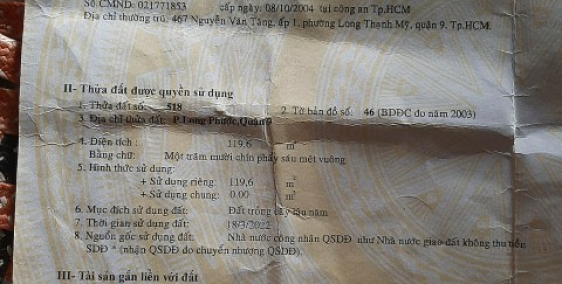 Số CMND: 021771853 cấp ngày: 08/10/2004 tại công an Tp.HCM
Địa chỉ thường trú: 467 Nguyễn Văn Tăng, ấp 1, phường Long Thạnh Mỹ, quận 9, Tp.HCM.
II- Thửa đất được quyền sử dụng
1. Thửa đất số: 518 2. Tờ bản đồ số: 46 (BĐĐC đo năm 2003)
3. Địa chỉ thửa đất: P.Long Phước,Quận 9
4. Diện tích : 119,6 m²
Bằng chữ: Một trăm mười chín phẩy sáu mét vuông
5. Hình thức sử dụng:
+ Sử dụng riêng: 119,6 m²
+ Sử dụng chung: 0.00 m²
6. Mục đích sử dụng đất: Đất trồng cây lâu năm
7. Thời gian sử dụng đất: 18/3/2022
8. Nguồn gốc sử dụng đất: Nhà nước công nhận QSDĐ như Nhà nước giao đất không thu tiền
SDĐ * (nhận QSDĐ do chuyển nhượng QSDĐ).
III- Tài sản gắn liền với đất